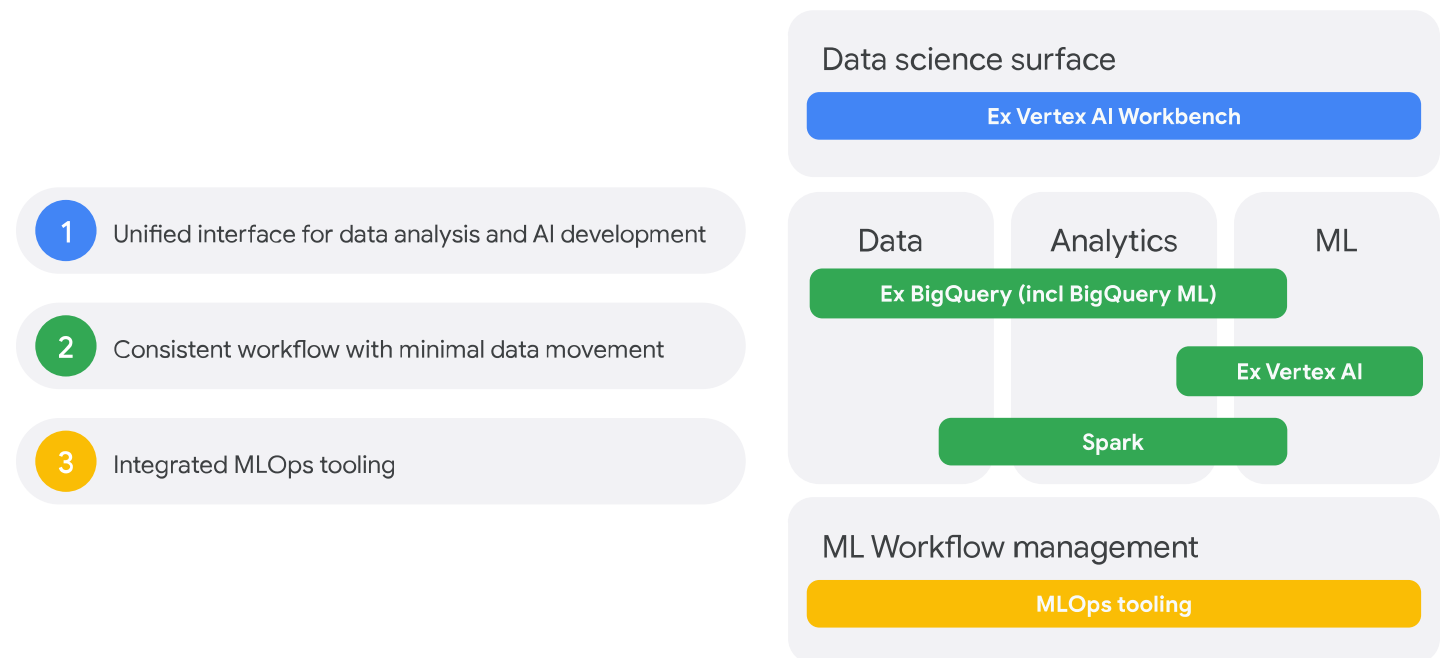 1
Unified interface for data analysis and AI development
2
Consistent workflow with minimal data movement
3
Integrated MLOps tooling
Data science surface
Ex Vertex AI Workbench
Data
Analytics
ML
Ex BigQuery (incl BigQuery ML)
Ex Vertex AI
Spark
ML Workflow management
MLOps tooling